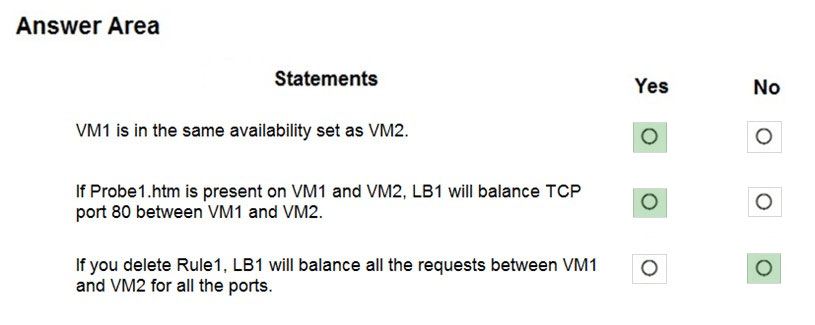 Answer Area
Statements
Yes
No
VM1 is in the same availability set as VM2.
If Probe1.htm is present on VM1 and VM2, LB1 will balance TCP
port 80 between VM1 and VM2.
If you delete Rule1, LB1 will balance all the requests between VM1
and VM2 for all the ports.